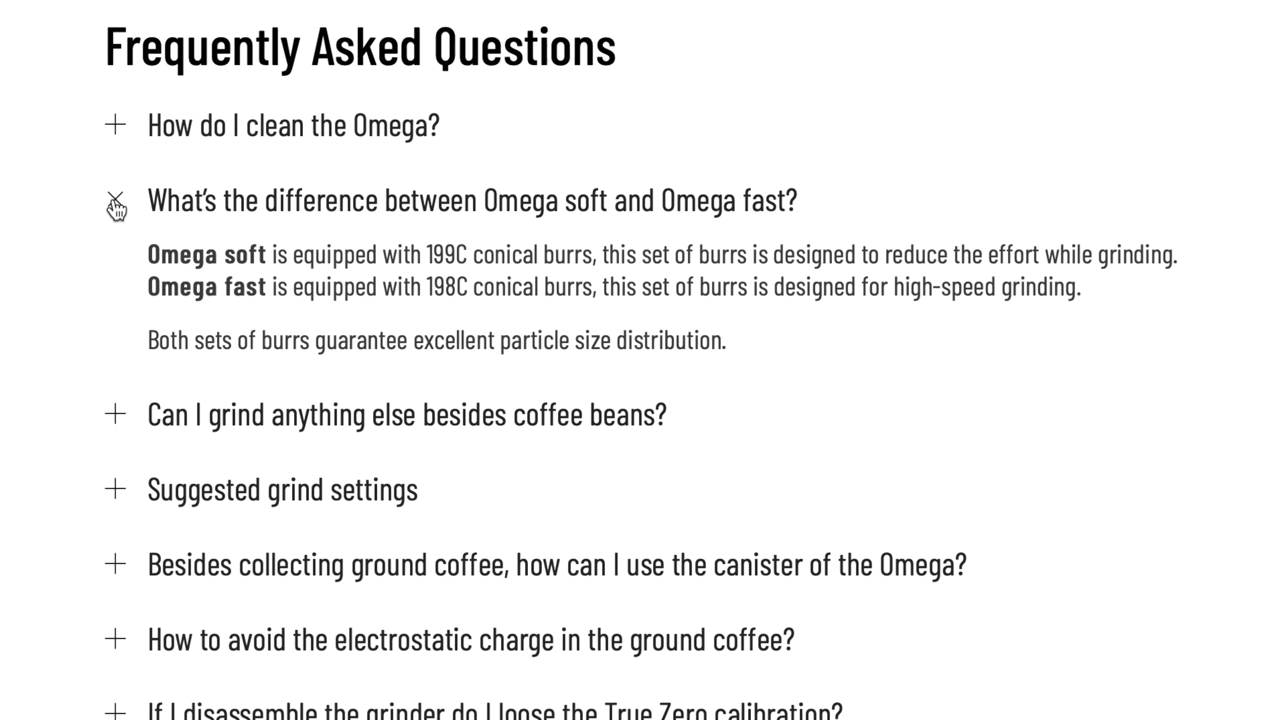 Frequently Asked Questions
How do I clean the Omega?
What's the difference between Omega soft and Omega fast?
Omega soft is equipped with 199C conical burrs, this set of burrs is designed to reduce the effort while grinding.
Omega fast is equipped with 198C conical burrs, this set of burrs is designed for high-speed grinding.
Both sets of burrs guarantee excellent particle size distribution.
Can I grind anything else besides coffee beans?
Suggested grind settings
Besides collecting ground coffee, how can I use the canister of the Omega?
How to avoid the electrostatic charge in the ground coffee?
If I disassemble the grinder do I loose the True Zero calibration?